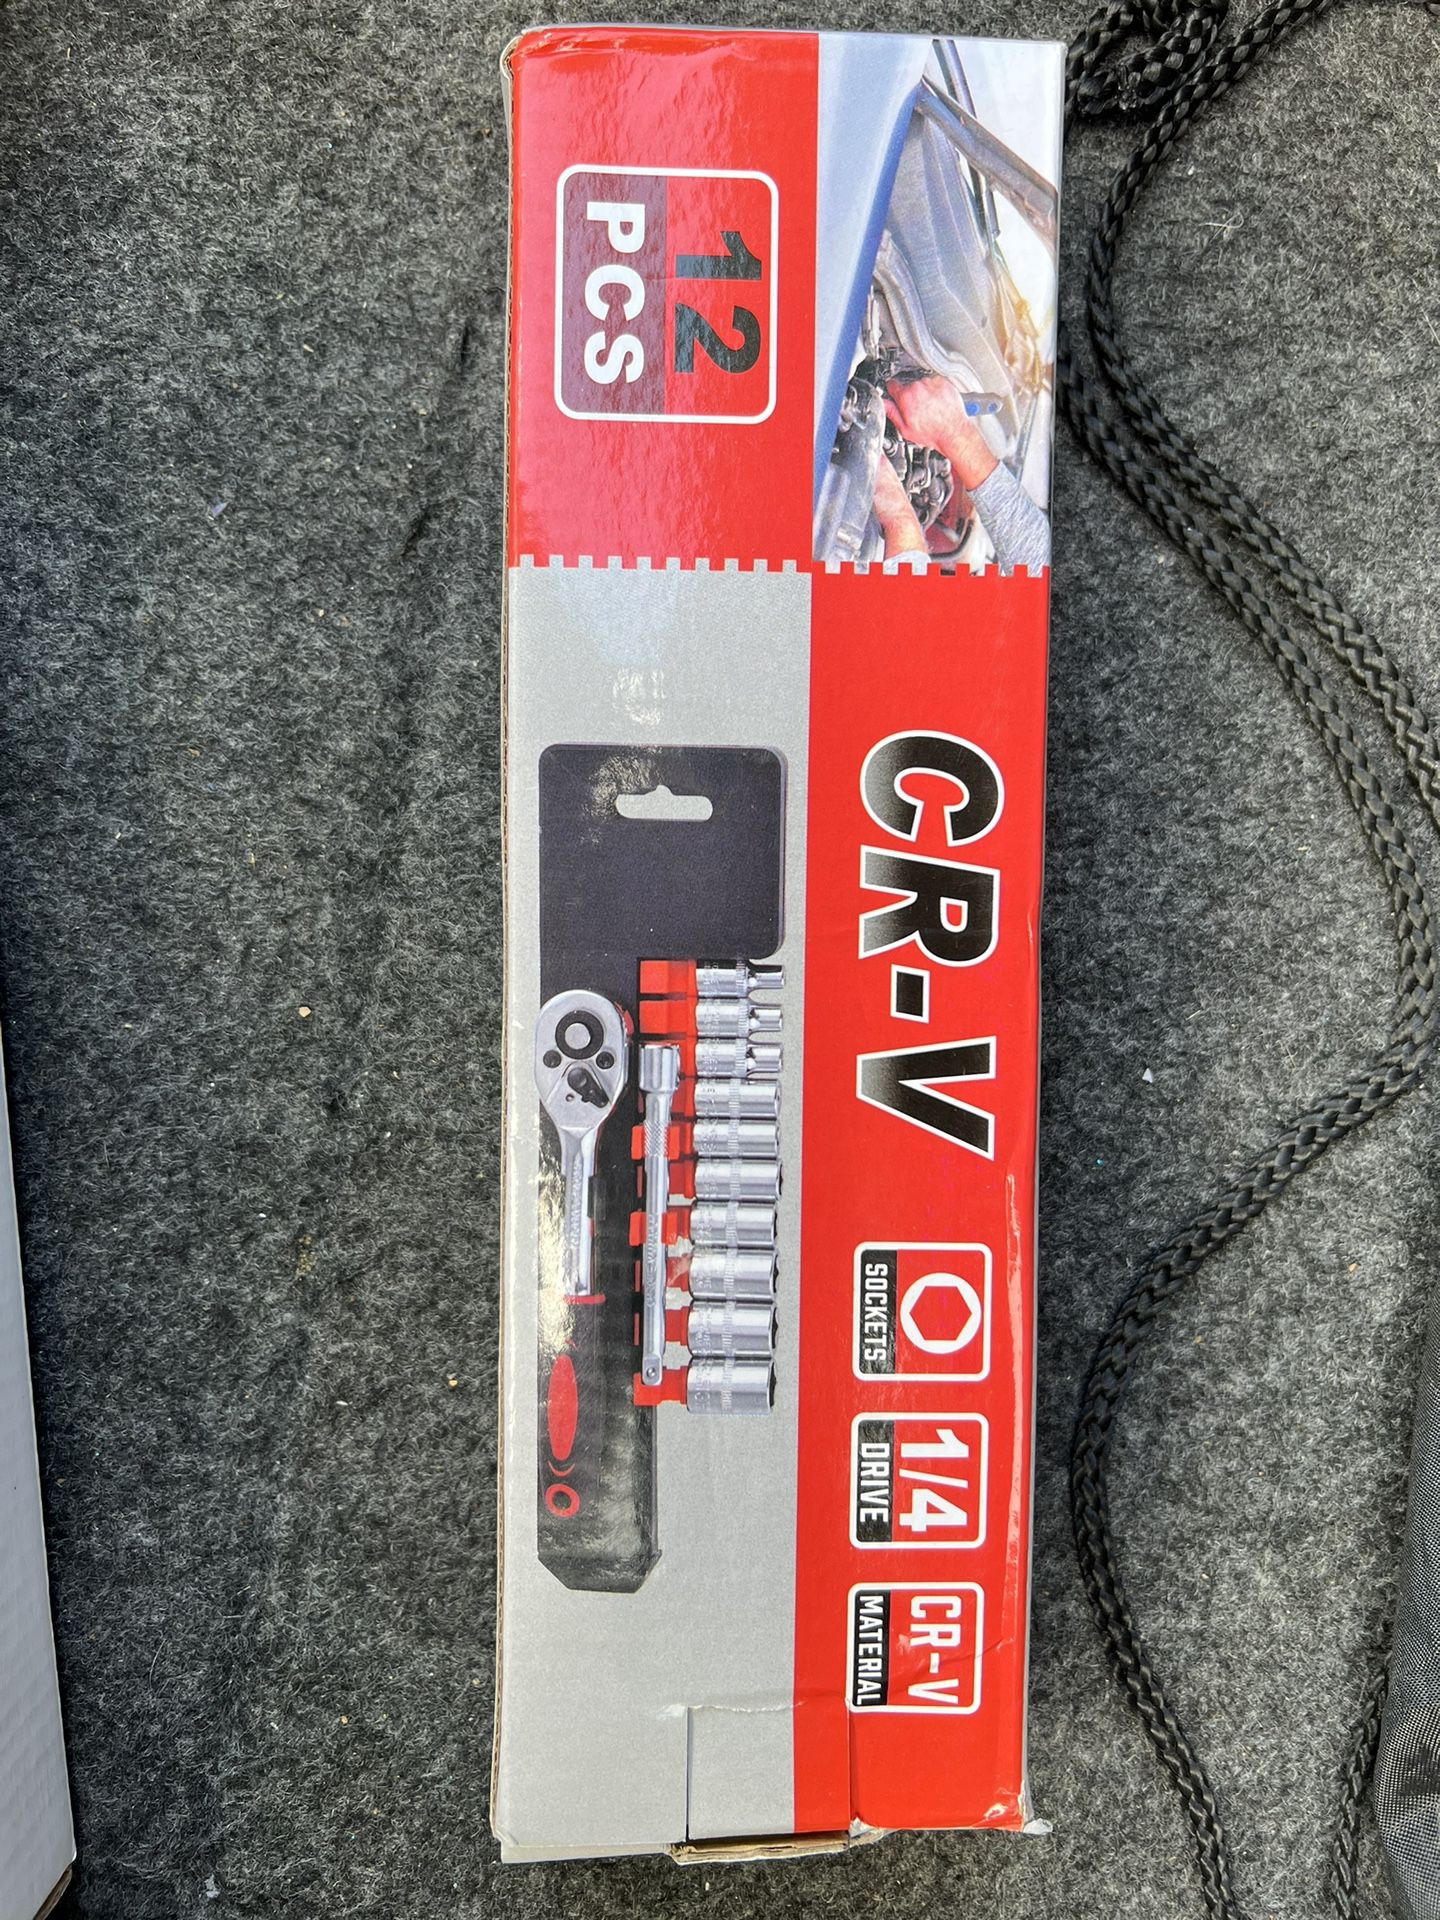 12
PCS
CR-V
SOCKETS
1/4
DRIVE
CR-V
MATERIAL